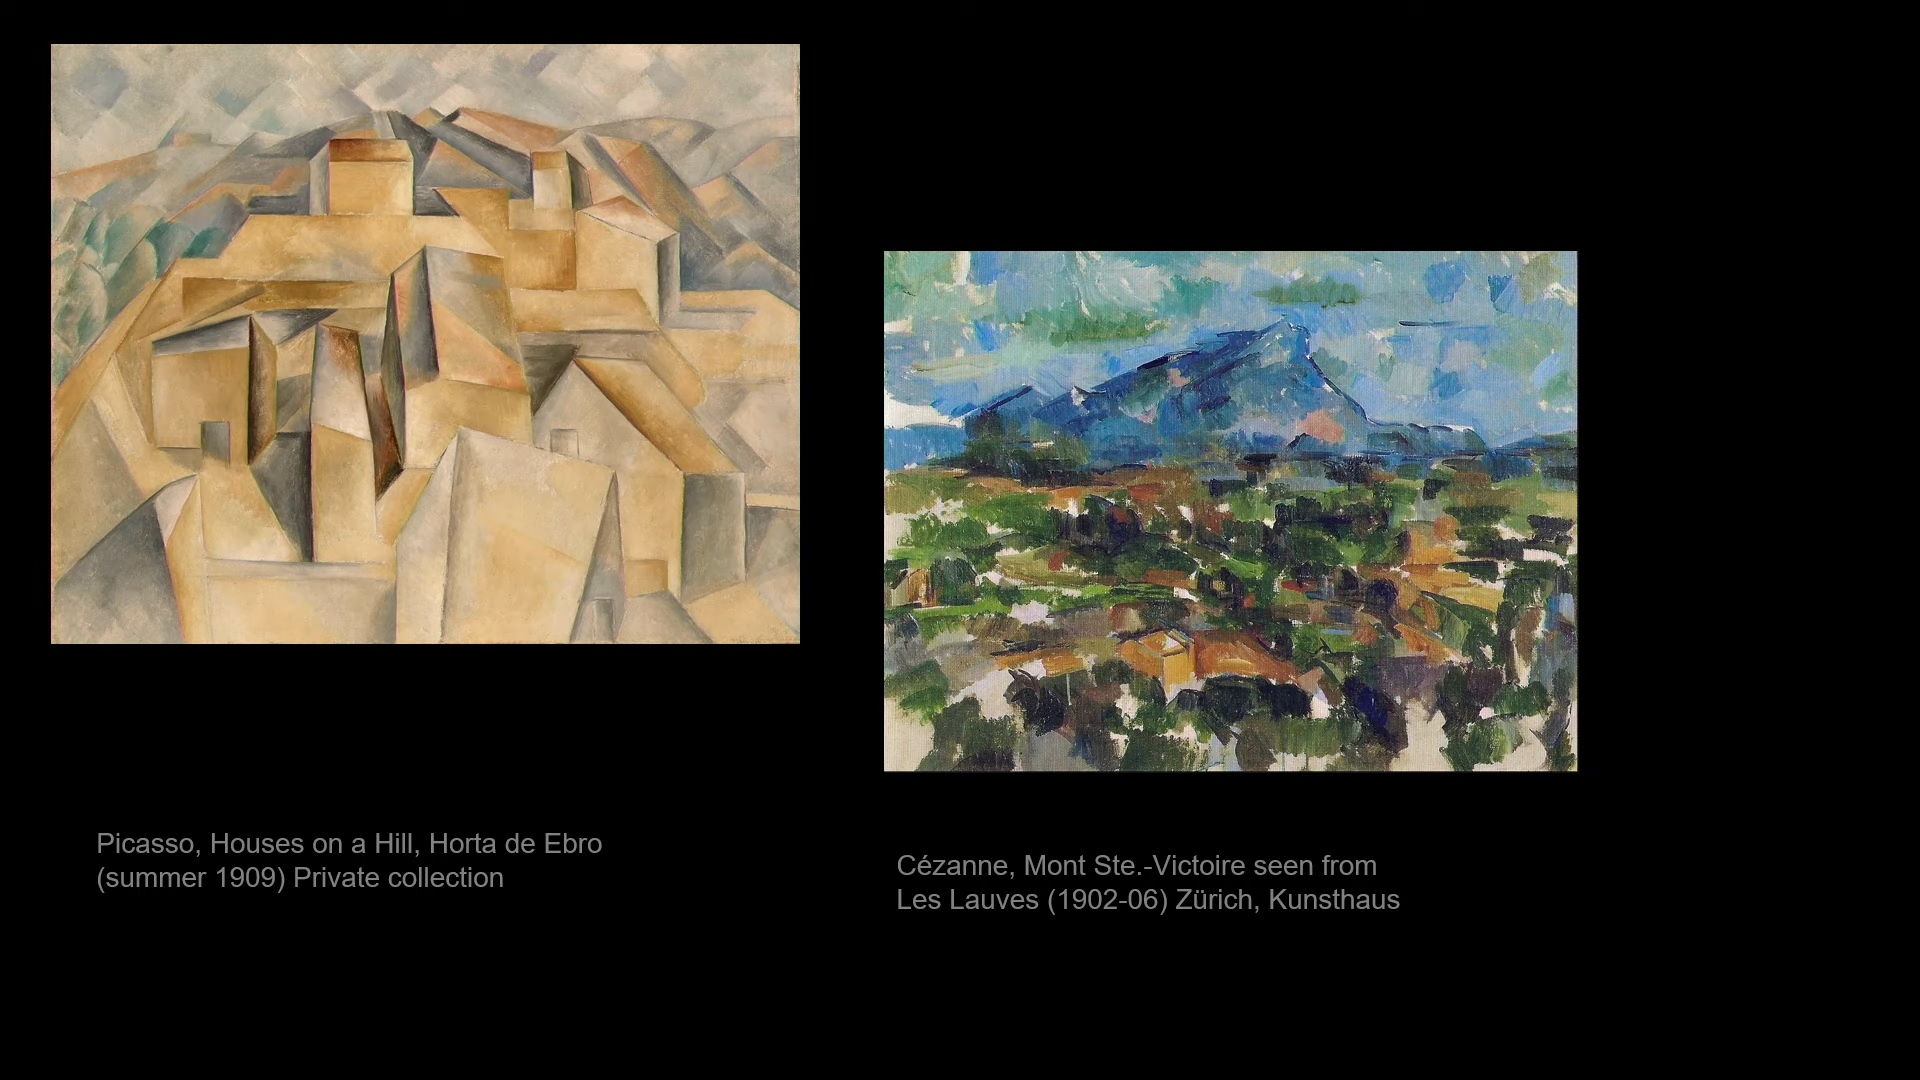 Picasso, Houses on a Hill, Horta de Ebro
(summer 1909) Private collection
Cézanne, Mont Ste.-Victoire seen from
Les Lauves (1902-06) Zürich, Kunsthaus